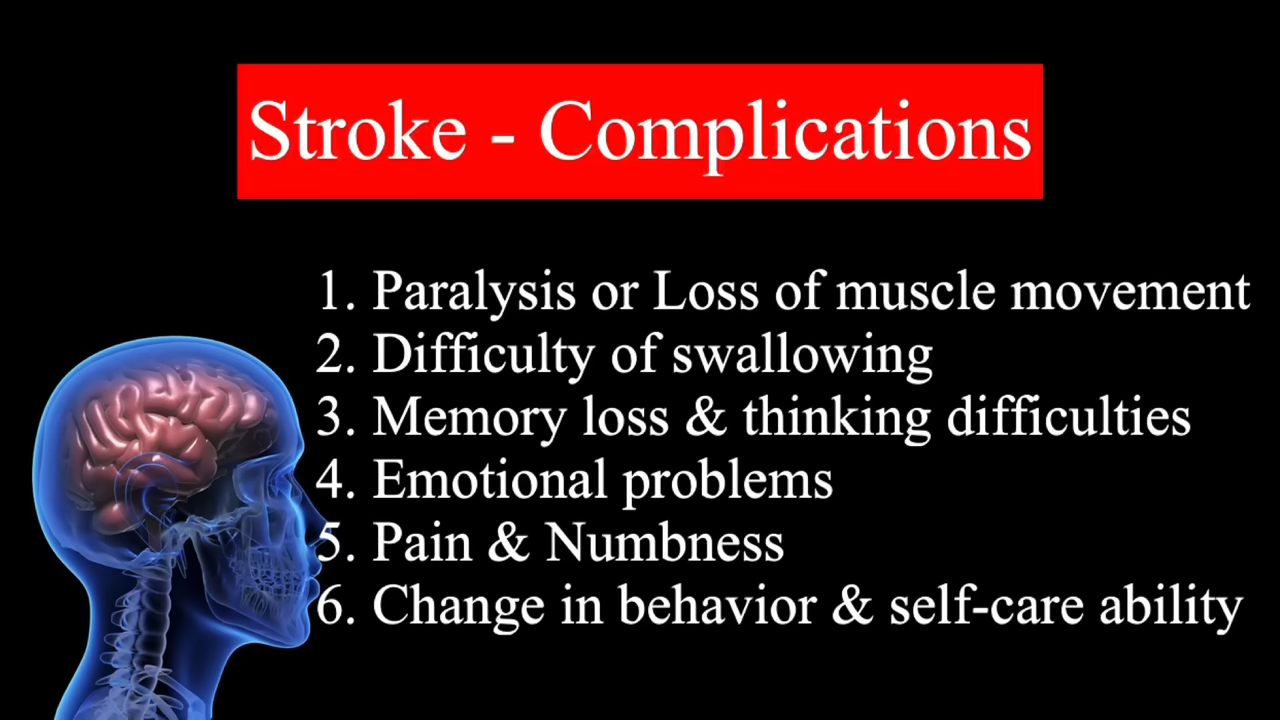 Stroke - Complications
1. Paralysis or Loss of muscle movement
2. Difficulty of swallowing
3. Memory loss & thinking difficulties
4. Emotional problems
5. Pain & Numbness
6. Change in behavior & self-care ability